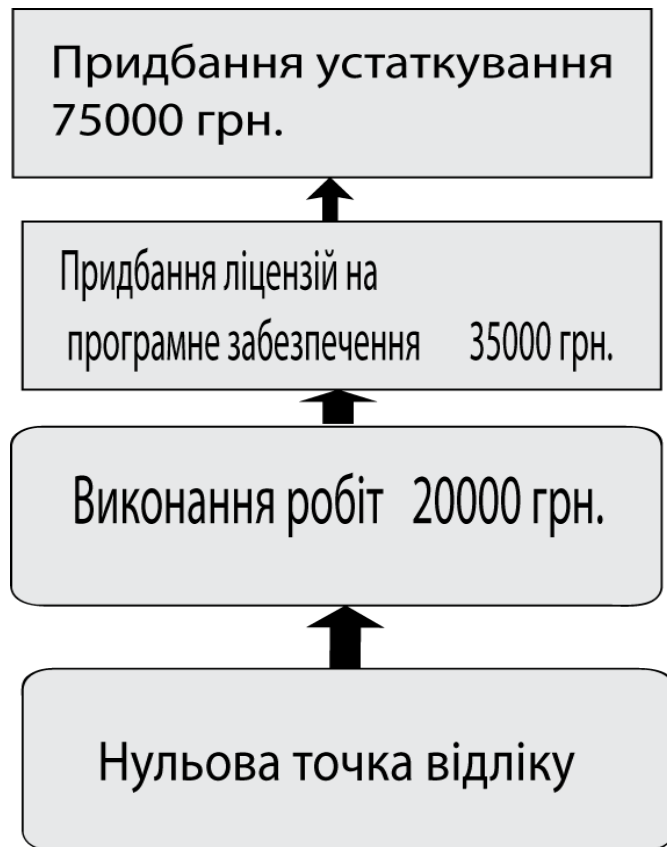 Придбання устаткування
75000 грн.
Придбання ліцензій на
програмне забезпечення 35000 грн.
Виконання робіт 20000 грн.
Нульова точка відліку